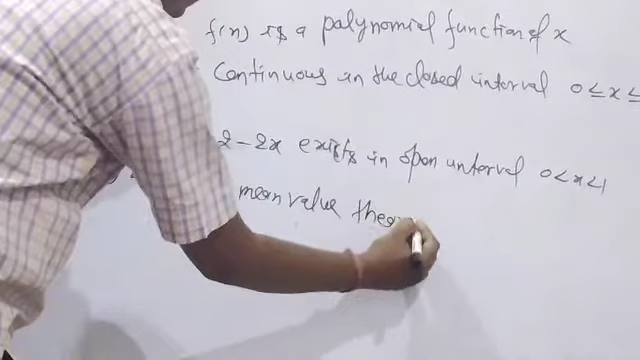 f(x) is a polynomial function of x
Continuous in the closed interval 0 ≤ x ≤
2 - 2x exists in open interval 0 < x < 1
mean value theo